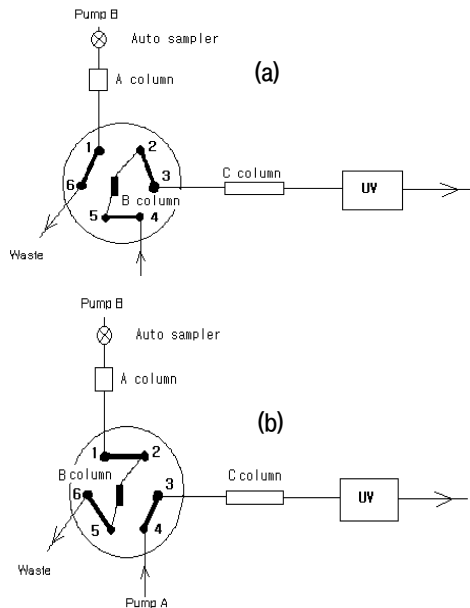 Pump B
Auto sampler
A column
(a)
1
2
3
6
C column
UV
B column
5
4
Waste
Pump B
Auto sampler
A column
(b)
1
2
B column
6
3
C column
UV
5
4
Waste
Pump A